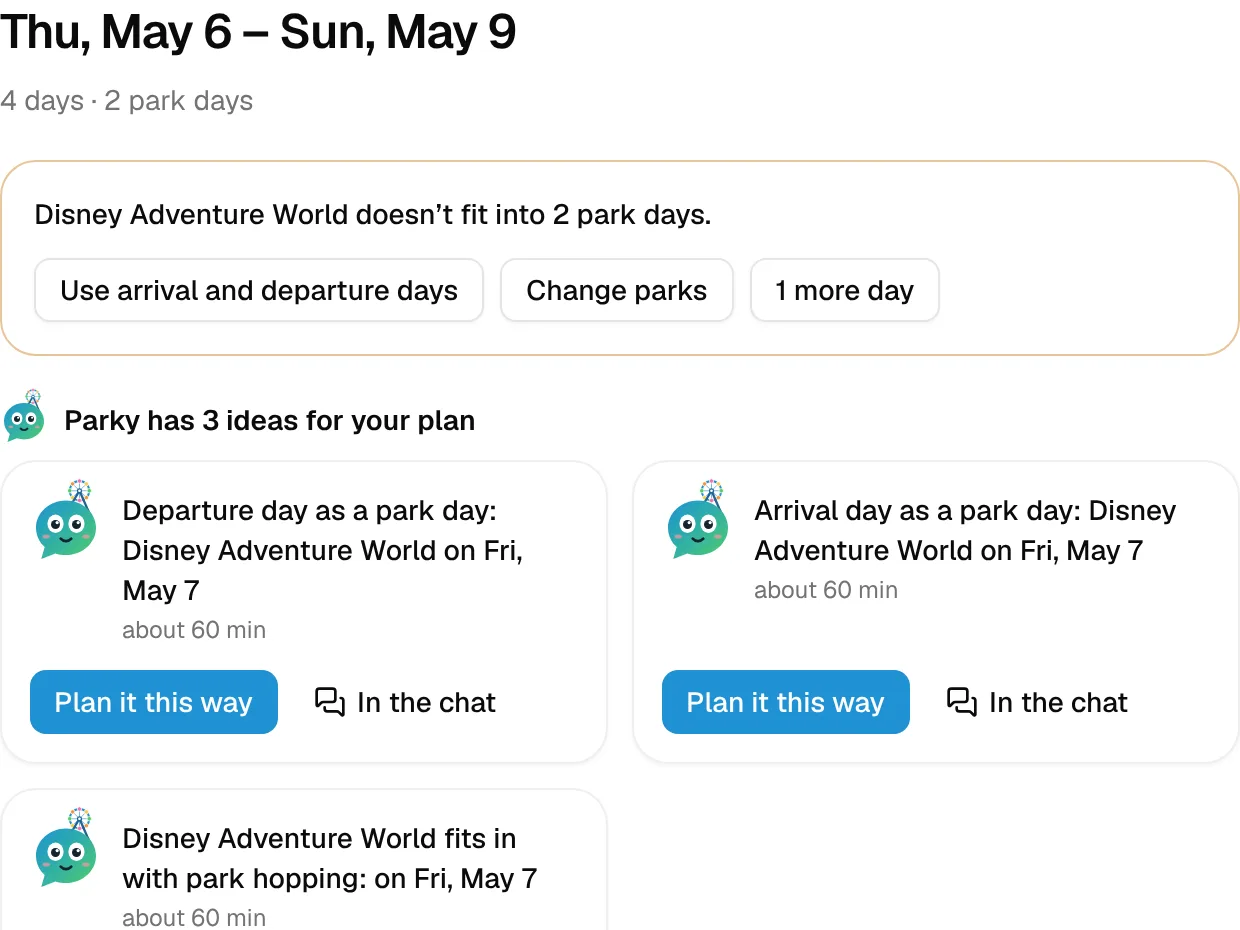 Thu, May 6 – Sun, May 9
4 days · 2 park days
Disney Adventure World doesn’t fit into 2 park days.
Use arrival and departure days
Change parks
1 more day
Parky has 3 ideas for your plan
Departure day as a park day:
Disney Adventure World on Fri,
May 7
about 60 min
Plan it this way
In the chat
Arrival day as a park day: Disney
Adventure World on Fri, May 7
about 60 min
Plan it this way
In the chat
Disney Adventure World fits in
with park hopping: on Fri, May 7
about 60 min